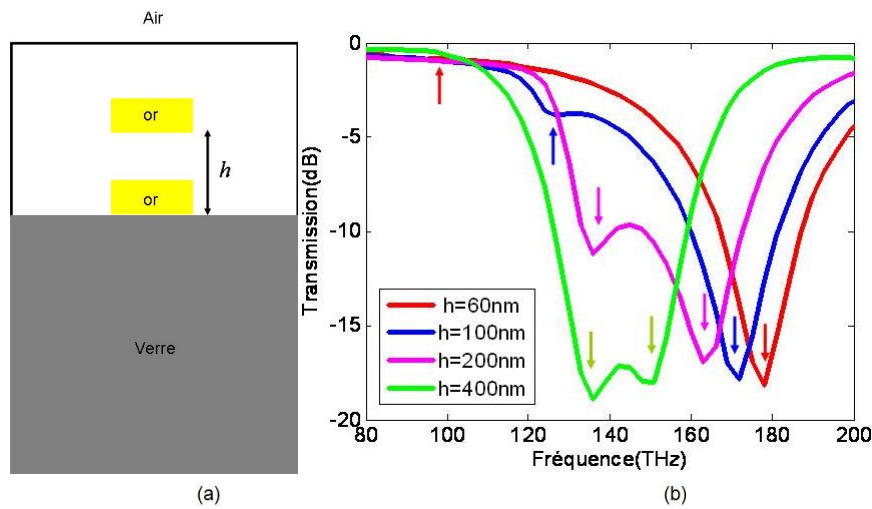 (a)
Air
or
h
or
Verre
(b)
Transmission(dB)
0
-5
-10
-15
-20
h=60nm
h=100nm
h=200nm
h=400nm
80
100
120
140
160
180
200
Fréquence(THz)
(a)
(b)